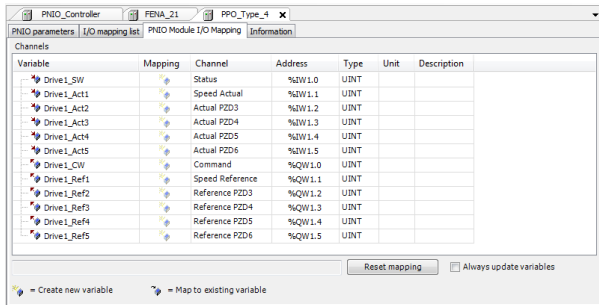 PNIO_Controller FENA_21 PPO_Type_4
PNIO parameters I/O mapping list PNIO Module I/O Mapping Information
Channels
Variable Mapping Channel Address Type Unit Description
Drive1_SW Status %IW1.0 UINT
Drive1_Act1 Speed Actual %IW1.1 UINT
Drive1_Act2 Actual PZD3 %IW1.2 UINT
Drive1_Act3 Actual PZD4 %IW1.3 UINT
Drive1_Act4 Actual PZD5 %IW1.4 UINT
Drive1_Act5 Actual PZD6 %IW1.5 UINT
Drive1_CW Command %QW1.0 UINT
Drive1_Ref1 Speed Reference %QW1.1 UINT
Drive1_Ref2 Reference PZD3 %QW1.2 UINT
Drive1_Ref3 Reference PZD4 %QW1.3 UINT
Drive1_Ref4 Reference PZD5 %QW1.4 UINT
Drive1_Ref5 Reference PZD6 %QW1.5 UINT
Reset mapping Always update variables
= Create new variable = Map to existing variable